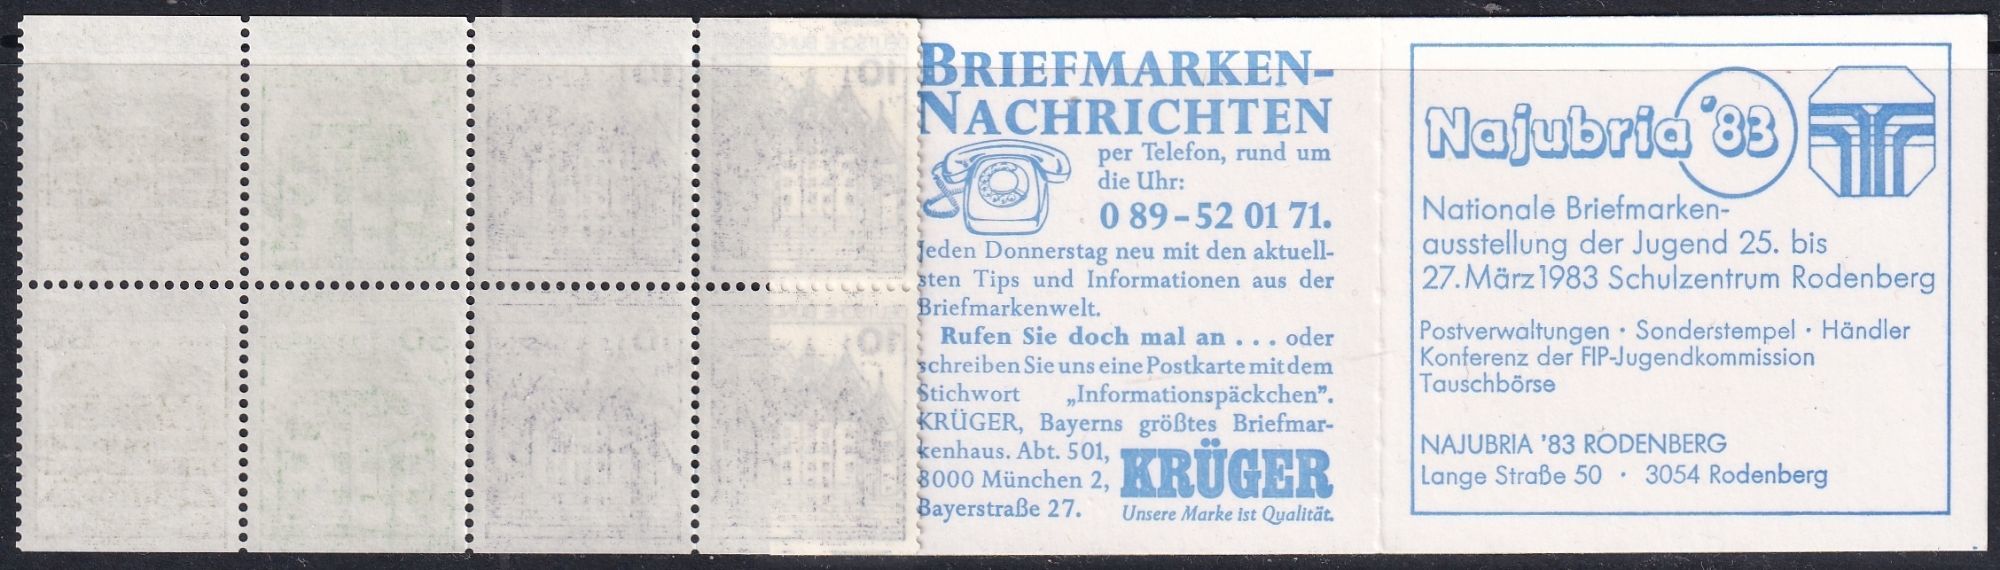 BRIEFMARKEN-
NACHRICHTEN
per Telefon, rund um
die Uhr:
0 89 – 52 01 71.
Jeden Donnerstag neu mit den aktuell-
sten Tips und Informationen aus der
Briefmarkenwelt.
Rufen Sie doch mal an . . . oder
schreiben Sie uns eine Postkarte mit dem
Stichwort „Informationspäckchen”.
KRÜGER, Bayerns größtes Briefmar-
kenhaus. Abt. 501,
8000 München 2,
Bayerstraße 27.
KRÜGER
Unsere Marke ist Qualität.
Najubria '83
Nationale Briefmarken-
ausstellung der Jugend 25. bis
27. März 1983 Schulzentrum Rodenberg
Postverwaltungen · Sonderstempel · Händler
Konferenz der FIP-Jugendkommission
Tauschbörse
NAJUBRIA '83 RODENBERG
Lange Straße 50 · 3054 Rodenberg